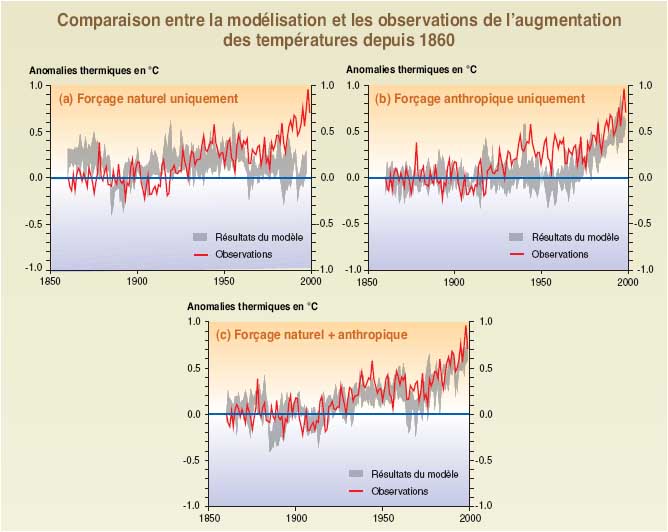 Comparaison entre la modélisation et les observations de l'augmentation
des températures depuis 1860
Anomalies thermiques en °C
Anomalies thermiques en °C
1.0 1.0 1.0 1.0
(a) Forçage naturel uniquement
(b) Forçage anthropique uniquement
0.5 0.5 0.5 0.5
0.0 0.0 0.0 0.0
-0.5 0.5 -0.5 -0.5
Résultats du modèle
Résultats du modèle
Observations
Observations
-1.0 1.0 -1.0 -1.0
1850 1900 1950 2000 1850 1900 1950 2000
Anomalies thermiques en °C
1.0 1.0
(c) Forçage naturel + anthropique
0.5 0.5
0.0 0.0
-0.5 -0.5
Résultats du modèle
Observations
-1.0 -1.0
1850 1900 1950 2000